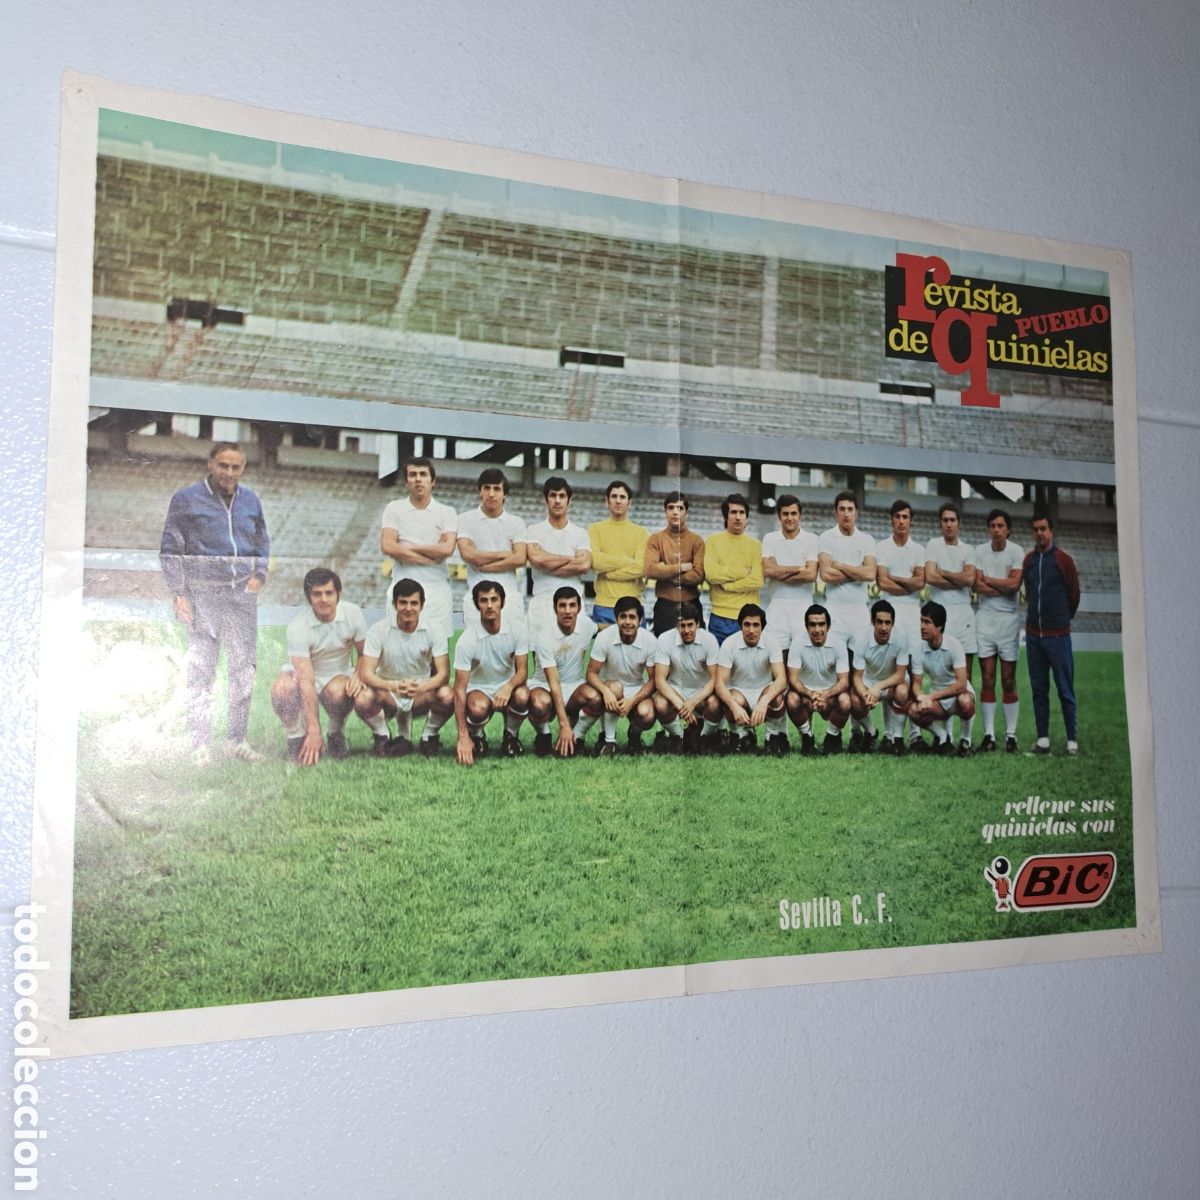 revista
de quinielas
PUEBLO
rellene sus
quinielas con
BiC
Sevilla C. F.
todocoleccion